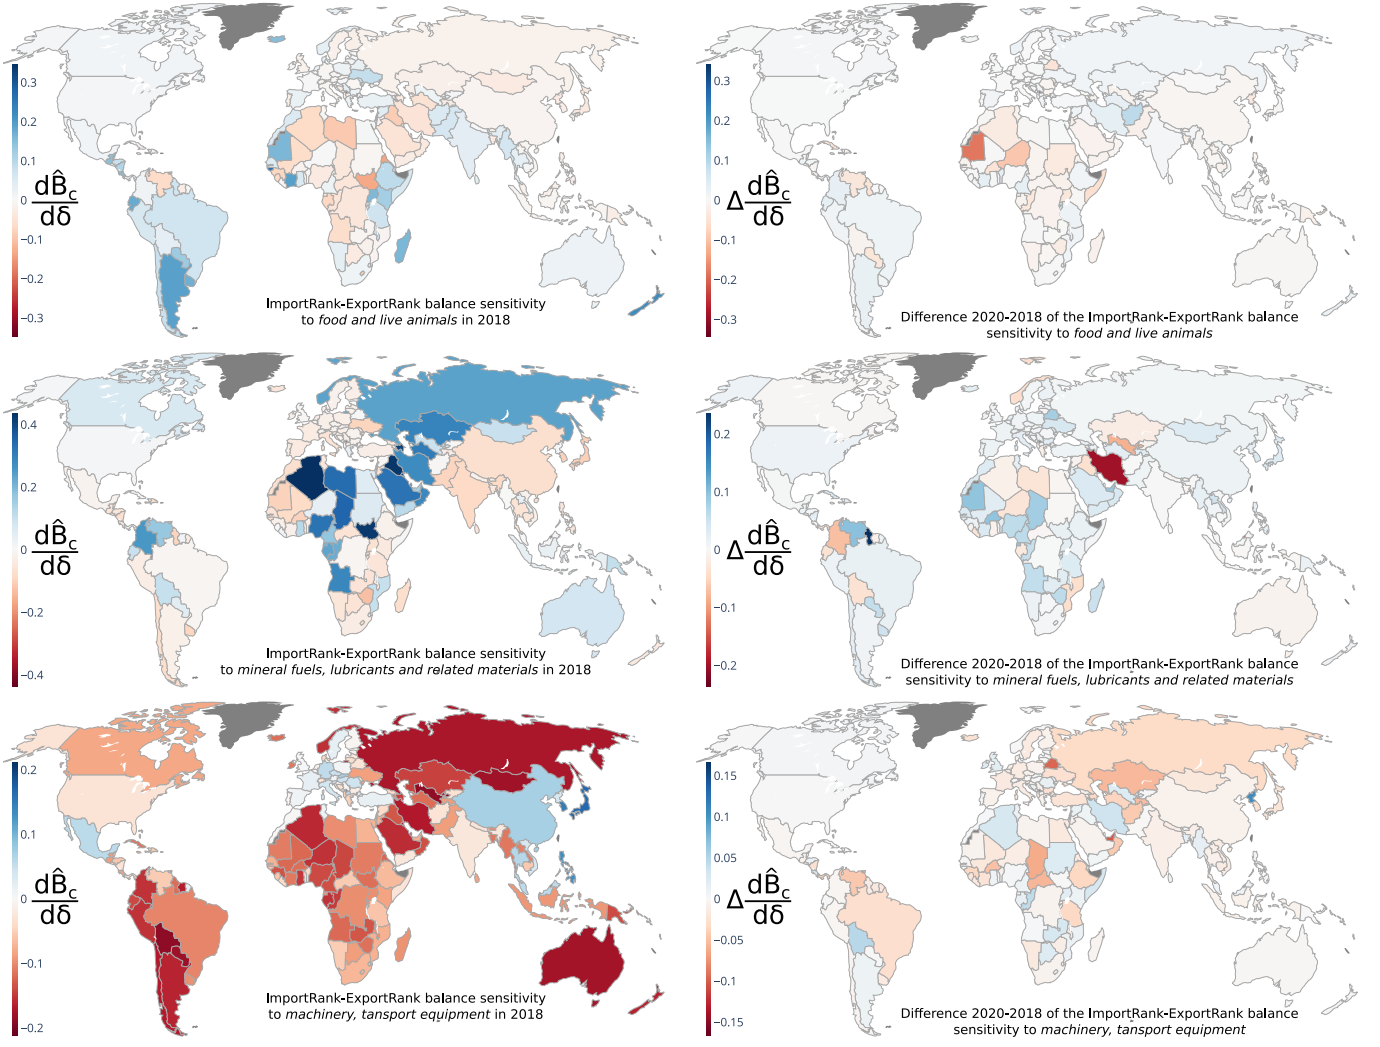 0.3
0.2
0.1
0
−0.1
−0.2
−0.3
dB̂c
dδ
ImportRank-ExportRank balance sensitivity
to food and live animals in 2018
0.3
0.2
0.1
0
−0.1
−0.2
−0.3
Δ dB̂c
dδ
Difference 2020-2018 of the ImportRank-ExportRank balance
sensitivity to food and live animals
0.4
0.2
0
−0.2
−0.4
dB̂c
dδ
ImportRank-ExportRank balance sensitivity
to mineral fuels, lubricants and related materials in 2018
0.2
0.1
0
−0.1
−0.2
Δ dB̂c
dδ
Difference 2020-2018 of the ImportRank-ExportRank balance
sensitivity to mineral fuels, lubricants and related materials
0.2
0.1
0
−0.1
−0.2
dB̂c
dδ
ImportRank-ExportRank balance sensitivity
to machinery, tansport equipment in 2018
0.15
0.1
0.05
0
−0.05
−0.1
−0.15
Δ dB̂c
dδ
Difference 2020-2018 of the ImportRank-ExportRank balance
sensitivity to machinery, tansport equipment